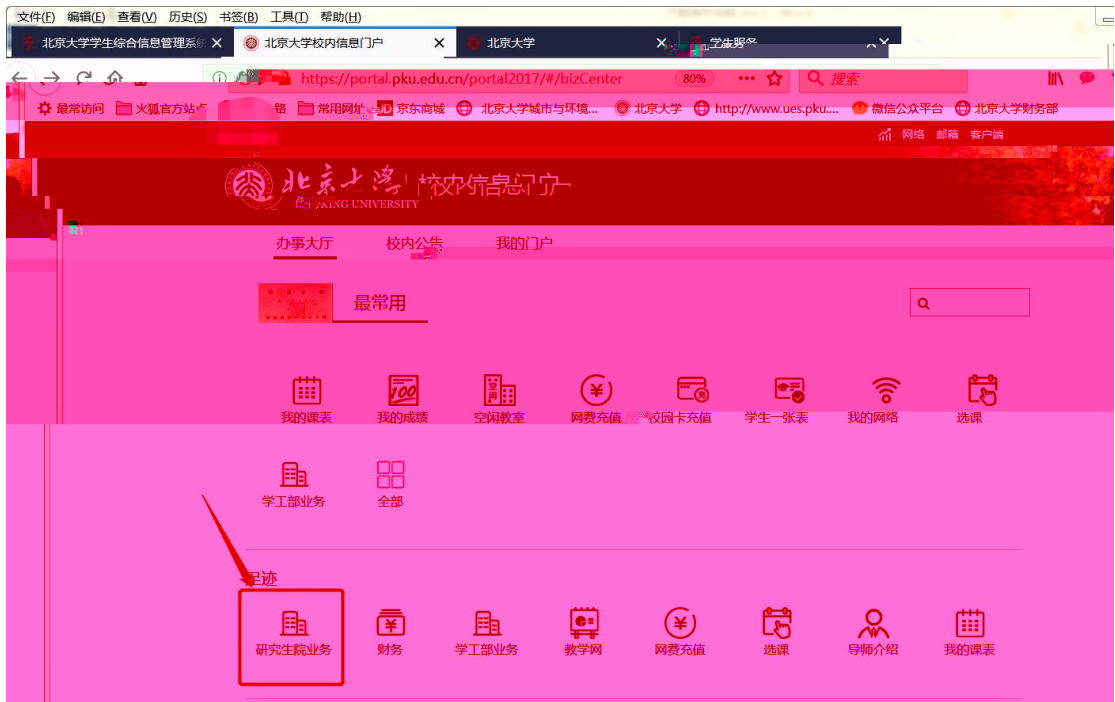 文件(F) 编辑(E) 查看(V) 历史(S) 书签(B) 工具(T) 帮助(H)
北京大学学生综合信息管理系统 北京大学校内信息门户 北京大学
https://portal.pku.edu.cn/portal2017/#/bizCenter 80% 搜索
最常访问 火狐官方站点 常用网址 JD 京东商城 北京大学城市与环境... 北京大学 http://www.ues.pku.... 微信公众平台 北京大学财务部
网络 邮箱 客户端
北京大学 校内信息门户
UNIVERSITY
办事大厅 校内公告 我的门户
最常用
我的课表 我的成绩 空闲教室 网费充值 校园卡充值 学生一张表 我的网络 选课
学工部业务 全部
足迹
研究生院业务 财务 学工部业务 教学网 网费充值 选课 导师介绍 我的课表